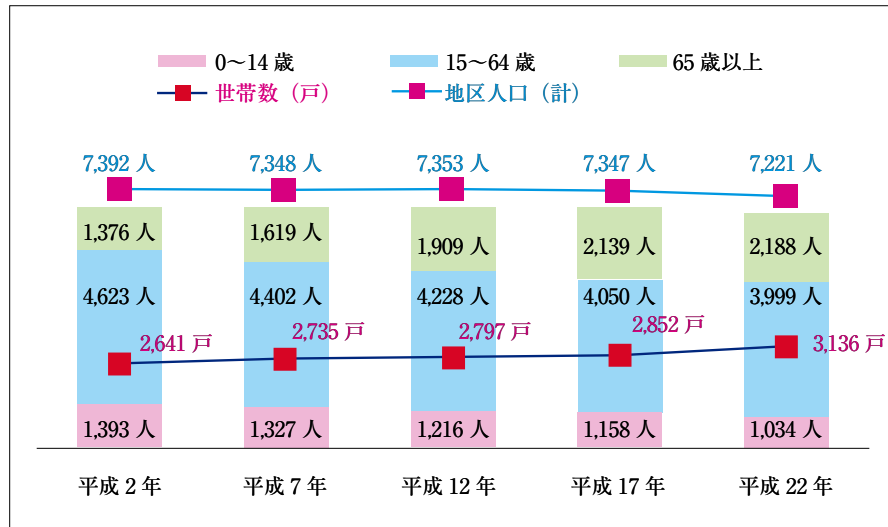 0〜14 歳 15〜64 歳 65 歳以上
世帯数（戸） 地区人口（計）
7,392 人 7,348 人 7,353 人 7,347 人 7,221 人
1,376 人 1,619 人 1,909 人 2,139 人 2,188 人
4,623 人 4,402 人 4,228 人 4,050 人 3,999 人
2,641 戸 2,735 戸 2,797 戸 2,852 戸 3,136 戸
1,393 人 1,327 人 1,216 人 1,158 人 1,034 人
平成 2 年 平成 7 年 平成 12 年 平成 17 年 平成 22 年